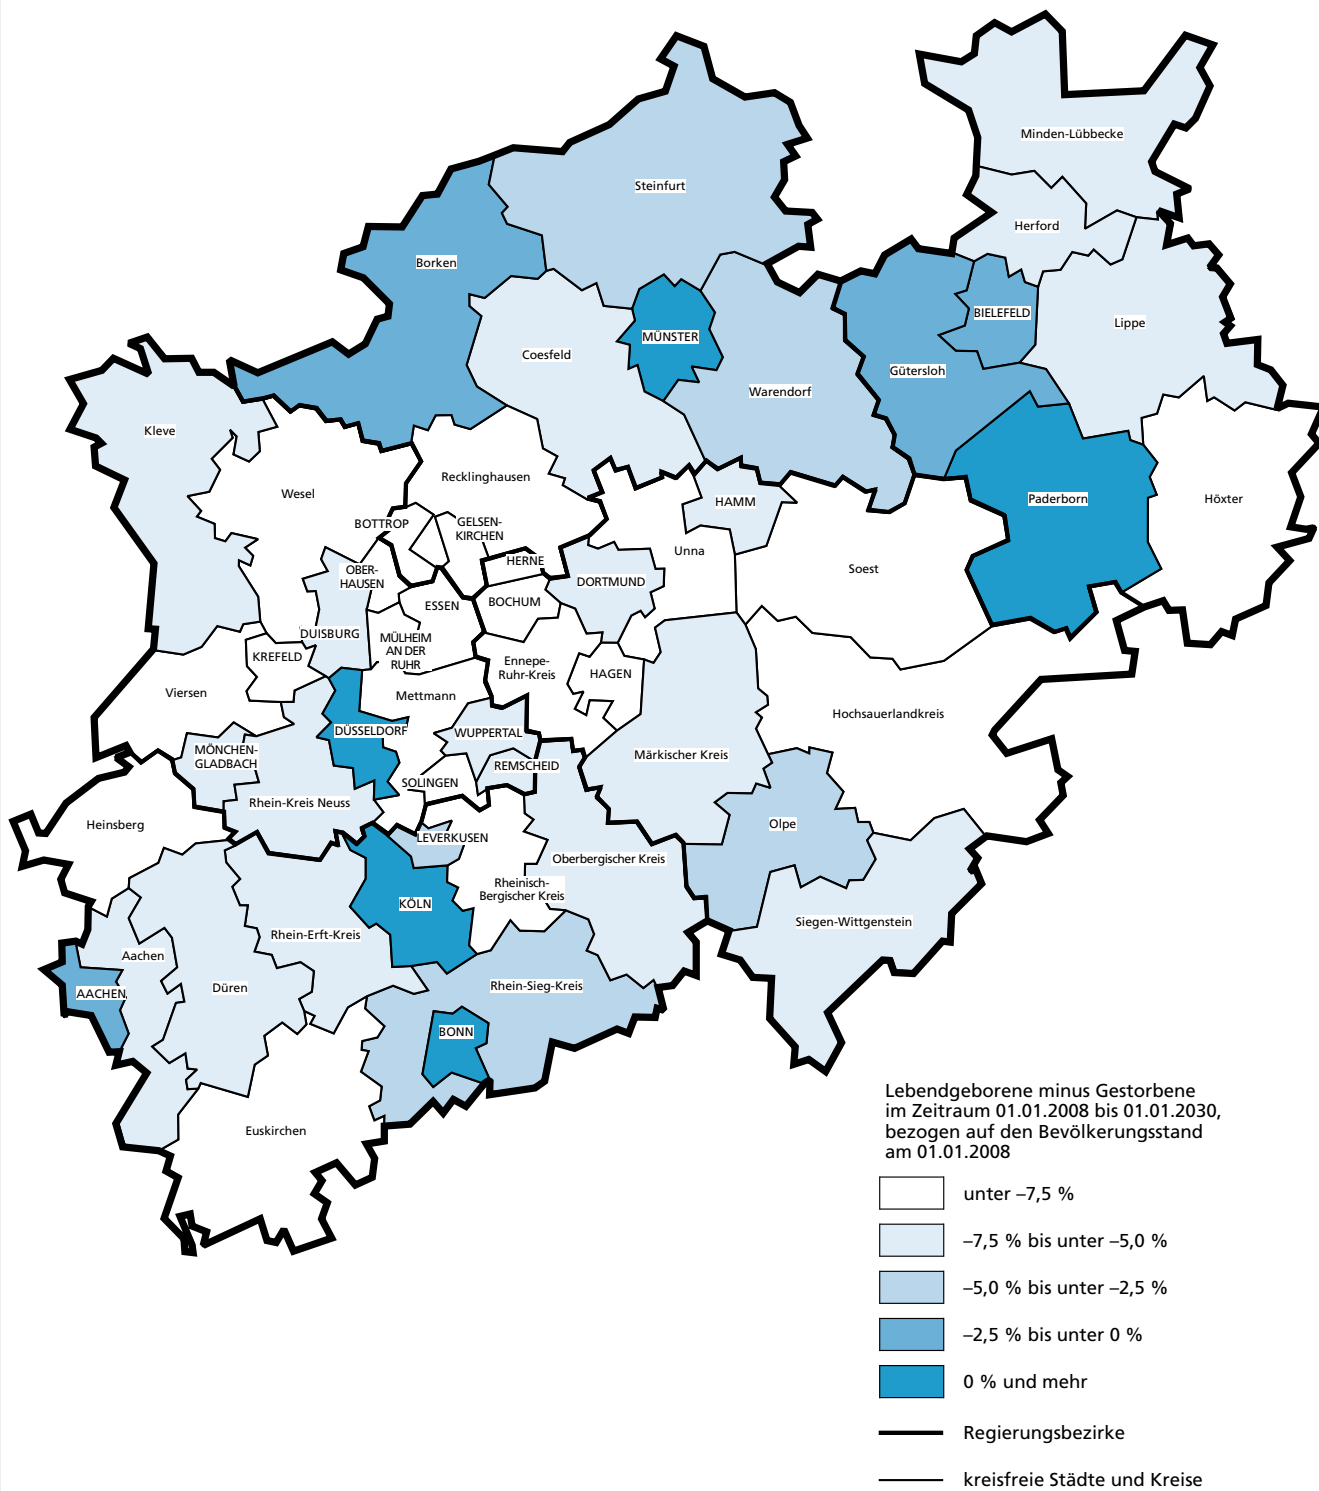 Minden-Lübbecke
Steinfurt
Herford
Borken
BIELEFELD
Lippe
MÜNSTER
Coesfeld
Gütersloh
Warendorf
Kleve
Recklinghausen
Wesel
Paderborn
Höxter
HAMM
BOTTROP
GELSEN-
KIRCHEN
Unna
HERNE
Soest
OBER-
HAUSEN
DORTMUND
ESSEN
BOCHUM
DUISBURG
MÜLHEIM
AN DER
RUHR
KREFELD
Ennepe-
Ruhr-Kreis
HAGEN
Viersen
Mettmann
Hochsauerlandkreis
DÜSSELDORF
WUPPERTAL
MÖNCHEN-
GLADBACH
Märkischer Kreis
REMSCHEID
SOLINGEN
Rhein-Kreis Neuss
Heinsberg
Olpe
LEVERKUSEN
Oberbergischer Kreis
Rheinisch-
Bergischer Kreis
KÖLN
Siegen-Wittgenstein
Rhein-Erft-Kreis
Aachen
Düren
Rhein-Sieg-Kreis
AACHEN
BONN
Euskirchen
Lebendgeborene minus Gestorbene
im Zeitraum 01.01.2008 bis 01.01.2030,
bezogen auf den Bevölkerungsstand
am 01.01.2008
unter –7,5 %
–7,5 % bis unter –5,0 %
–5,0 % bis unter –2,5 %
–2,5 % bis unter 0 %
0 % und mehr
Regierungsbezirke
kreisfreie Städte und Kreise